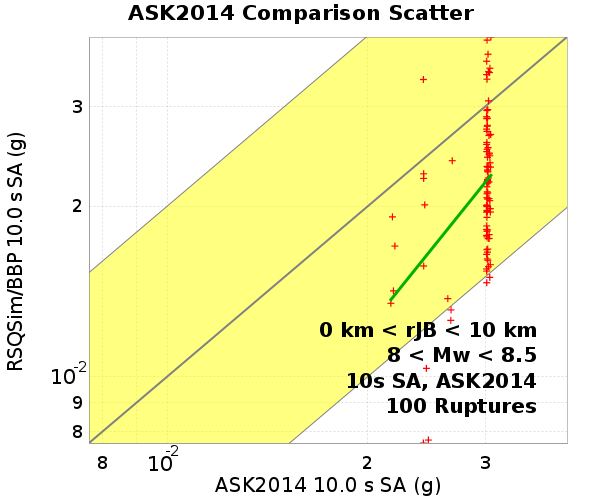 ASK2014 Comparison Scatter
RSQSim/BBP 10.0 s SA (g)
3
2
10-2
9
8
0 km < rJB < 10 km
8 < Mw < 8.5
10s SA, ASK2014
100 Ruptures
8 10-2 2 3
ASK2014 10.0 s SA (g)